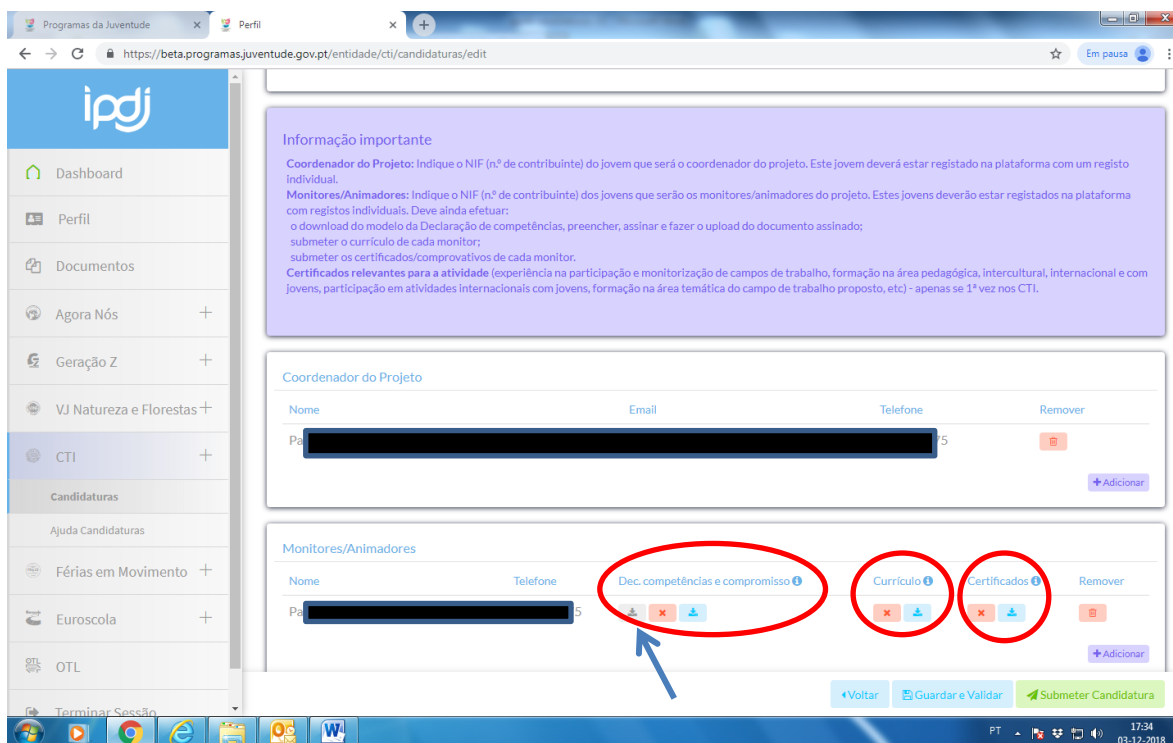 Programas da Juventude
Perfil
https://beta.programas.juventude.gov.pt/entidade/cti/candidaturas/edit
Em pausa
ipdj
Dashboard
Perfil
Documentos
Agora Nós
Geração Z
VJ Natureza e Florestas
CTI
Candidaturas
Ajuda Candidaturas
Férias em Movimento
Euroscola
OTL
OTL
Terminar Sessão
Informação importante
Coordenador do Projeto: Indique o NIF (n.º de contribuinte) do jovem que será o coordenador do projeto. Este jovem deverá estar registado na plataforma com um registo
individual.
Monitores/Animadores: Indique o NIF (n.º de contribuinte) dos jovens que serão os monitores/animadores do projeto. Estes jovens deverão estar registados na plataforma
com registos individuais. Deve ainda efetuar:
o download do modelo da Declaração de competências, preencher, assinar e fazer o upload do documento assinado;
submeter o currículo de cada monitor;
submeter os certificados/comprovativos de cada monitor.
Certificados relevantes para a atividade (experiência na participação e monitorização de campos de trabalho, formação na área pedagógica, intercultural, internacional e com
jovens, participação em atividades internacionais com jovens, formação na área temática do campo de trabalho proposto, etc) - apenas se 1ª vez nos CTI.
Coordenador do Projeto
Nome Email Telefone Remover
Pa 75
+Adicionar
Monitores/Animadores
Nome Telefone Dec. competências e compromisso Currículo Certificados Remover
Pa 5
+Adicionar
Voltar Guardar e Validar Submeter Candidatura
PT 17:34
03-12-2018